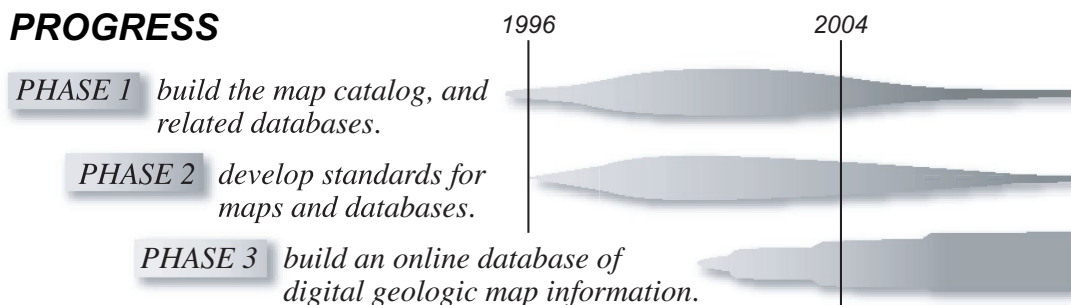 PROGRESS
1996
2004
PHASE 1 build the map catalog, and
related databases.
PHASE 2 develop standards for
maps and databases.
PHASE 3 build an online database of
digital geologic map information.